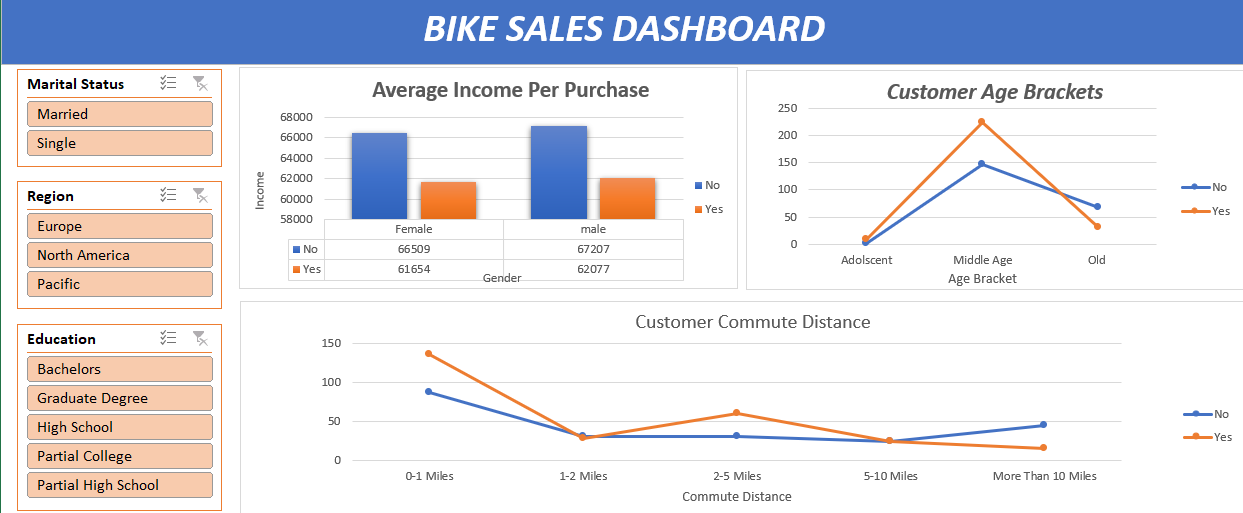 BIKE SALES DASHBOARD
Marital Status
Married
Single
Region
Europe
North America
Pacific
Education
Bachelors
Graduate Degree
High School
Partial College
Partial High School
Average Income Per Purchase
68000
66000
64000
62000
60000
58000
Income
Female male
No 66509 67207
Yes 61654 62077
Gender
No
Yes
Customer Age Brackets
250
200
150
100
50
0
Adolscent Middle Age Old
Age Bracket
No
Yes
Customer Commute Distance
150
100
50
0
0-1 Miles 1-2 Miles 2-5 Miles 5-10 Miles More Than 10 Miles
Commute Distance
No
Yes